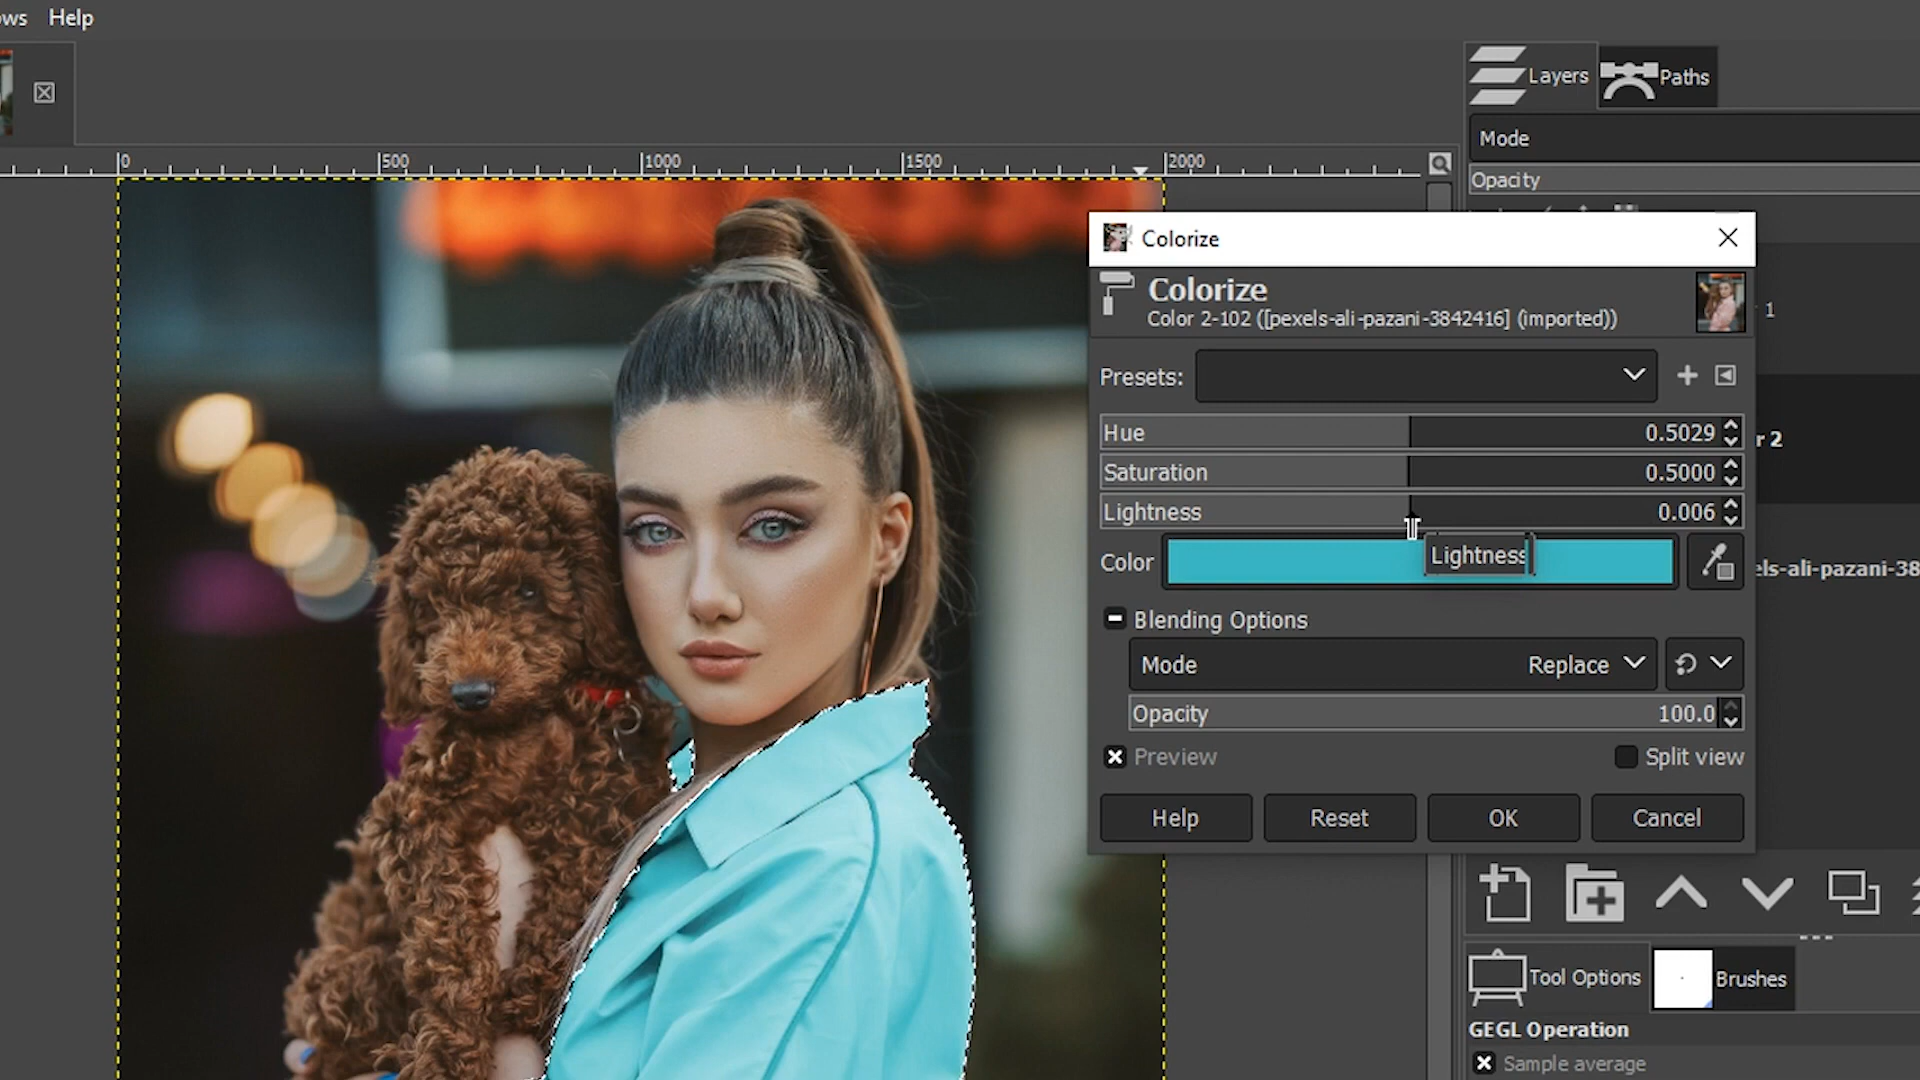 ows Help
Layers Paths
0 500 1000 1500 2000
Mode
Opacity
Colorize
Colorize
Color 2-102 ([pexels-ali-pazani-3842416] (imported))
1
Presets:
Hue 0.5029
r 2
Saturation 0.5000
Lightness 0.006
Lightness
Color
els-ali-pazani-38
Blending Options
Mode Replace
Opacity 100.0
Preview Split view
Help Reset OK Cancel
Tool Options Brushes
GEGL Operation
Sample average